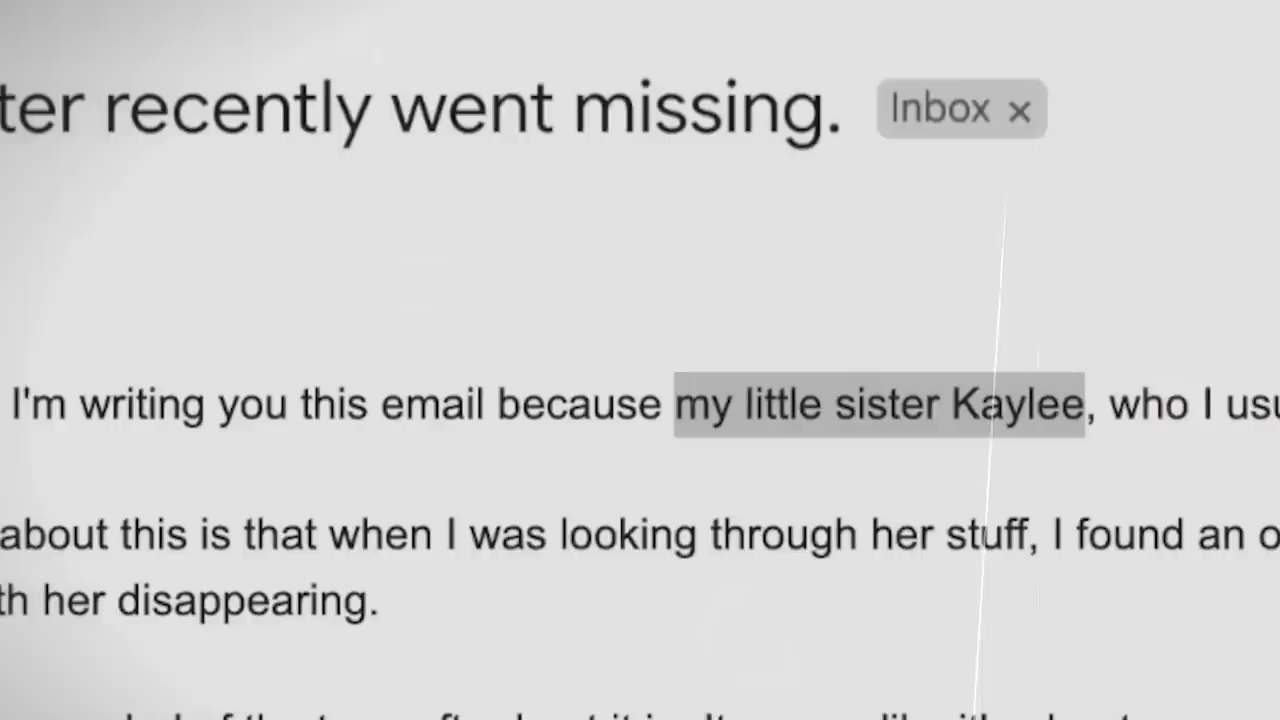 ter recently went missing. Inbox ×
I'm writing you this email because my little sister Kaylee, who I usu
about this is that when I was looking through her stuff, I found an o
th her disappearing.